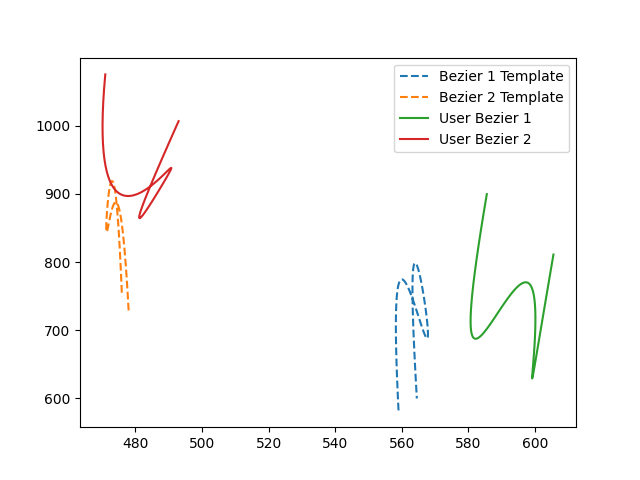 Bezier 1 Template
Bezier 2 Template
User Bezier 1
User Bezier 2
1000
900
800
700
600
480 500 520 540 560 580 600